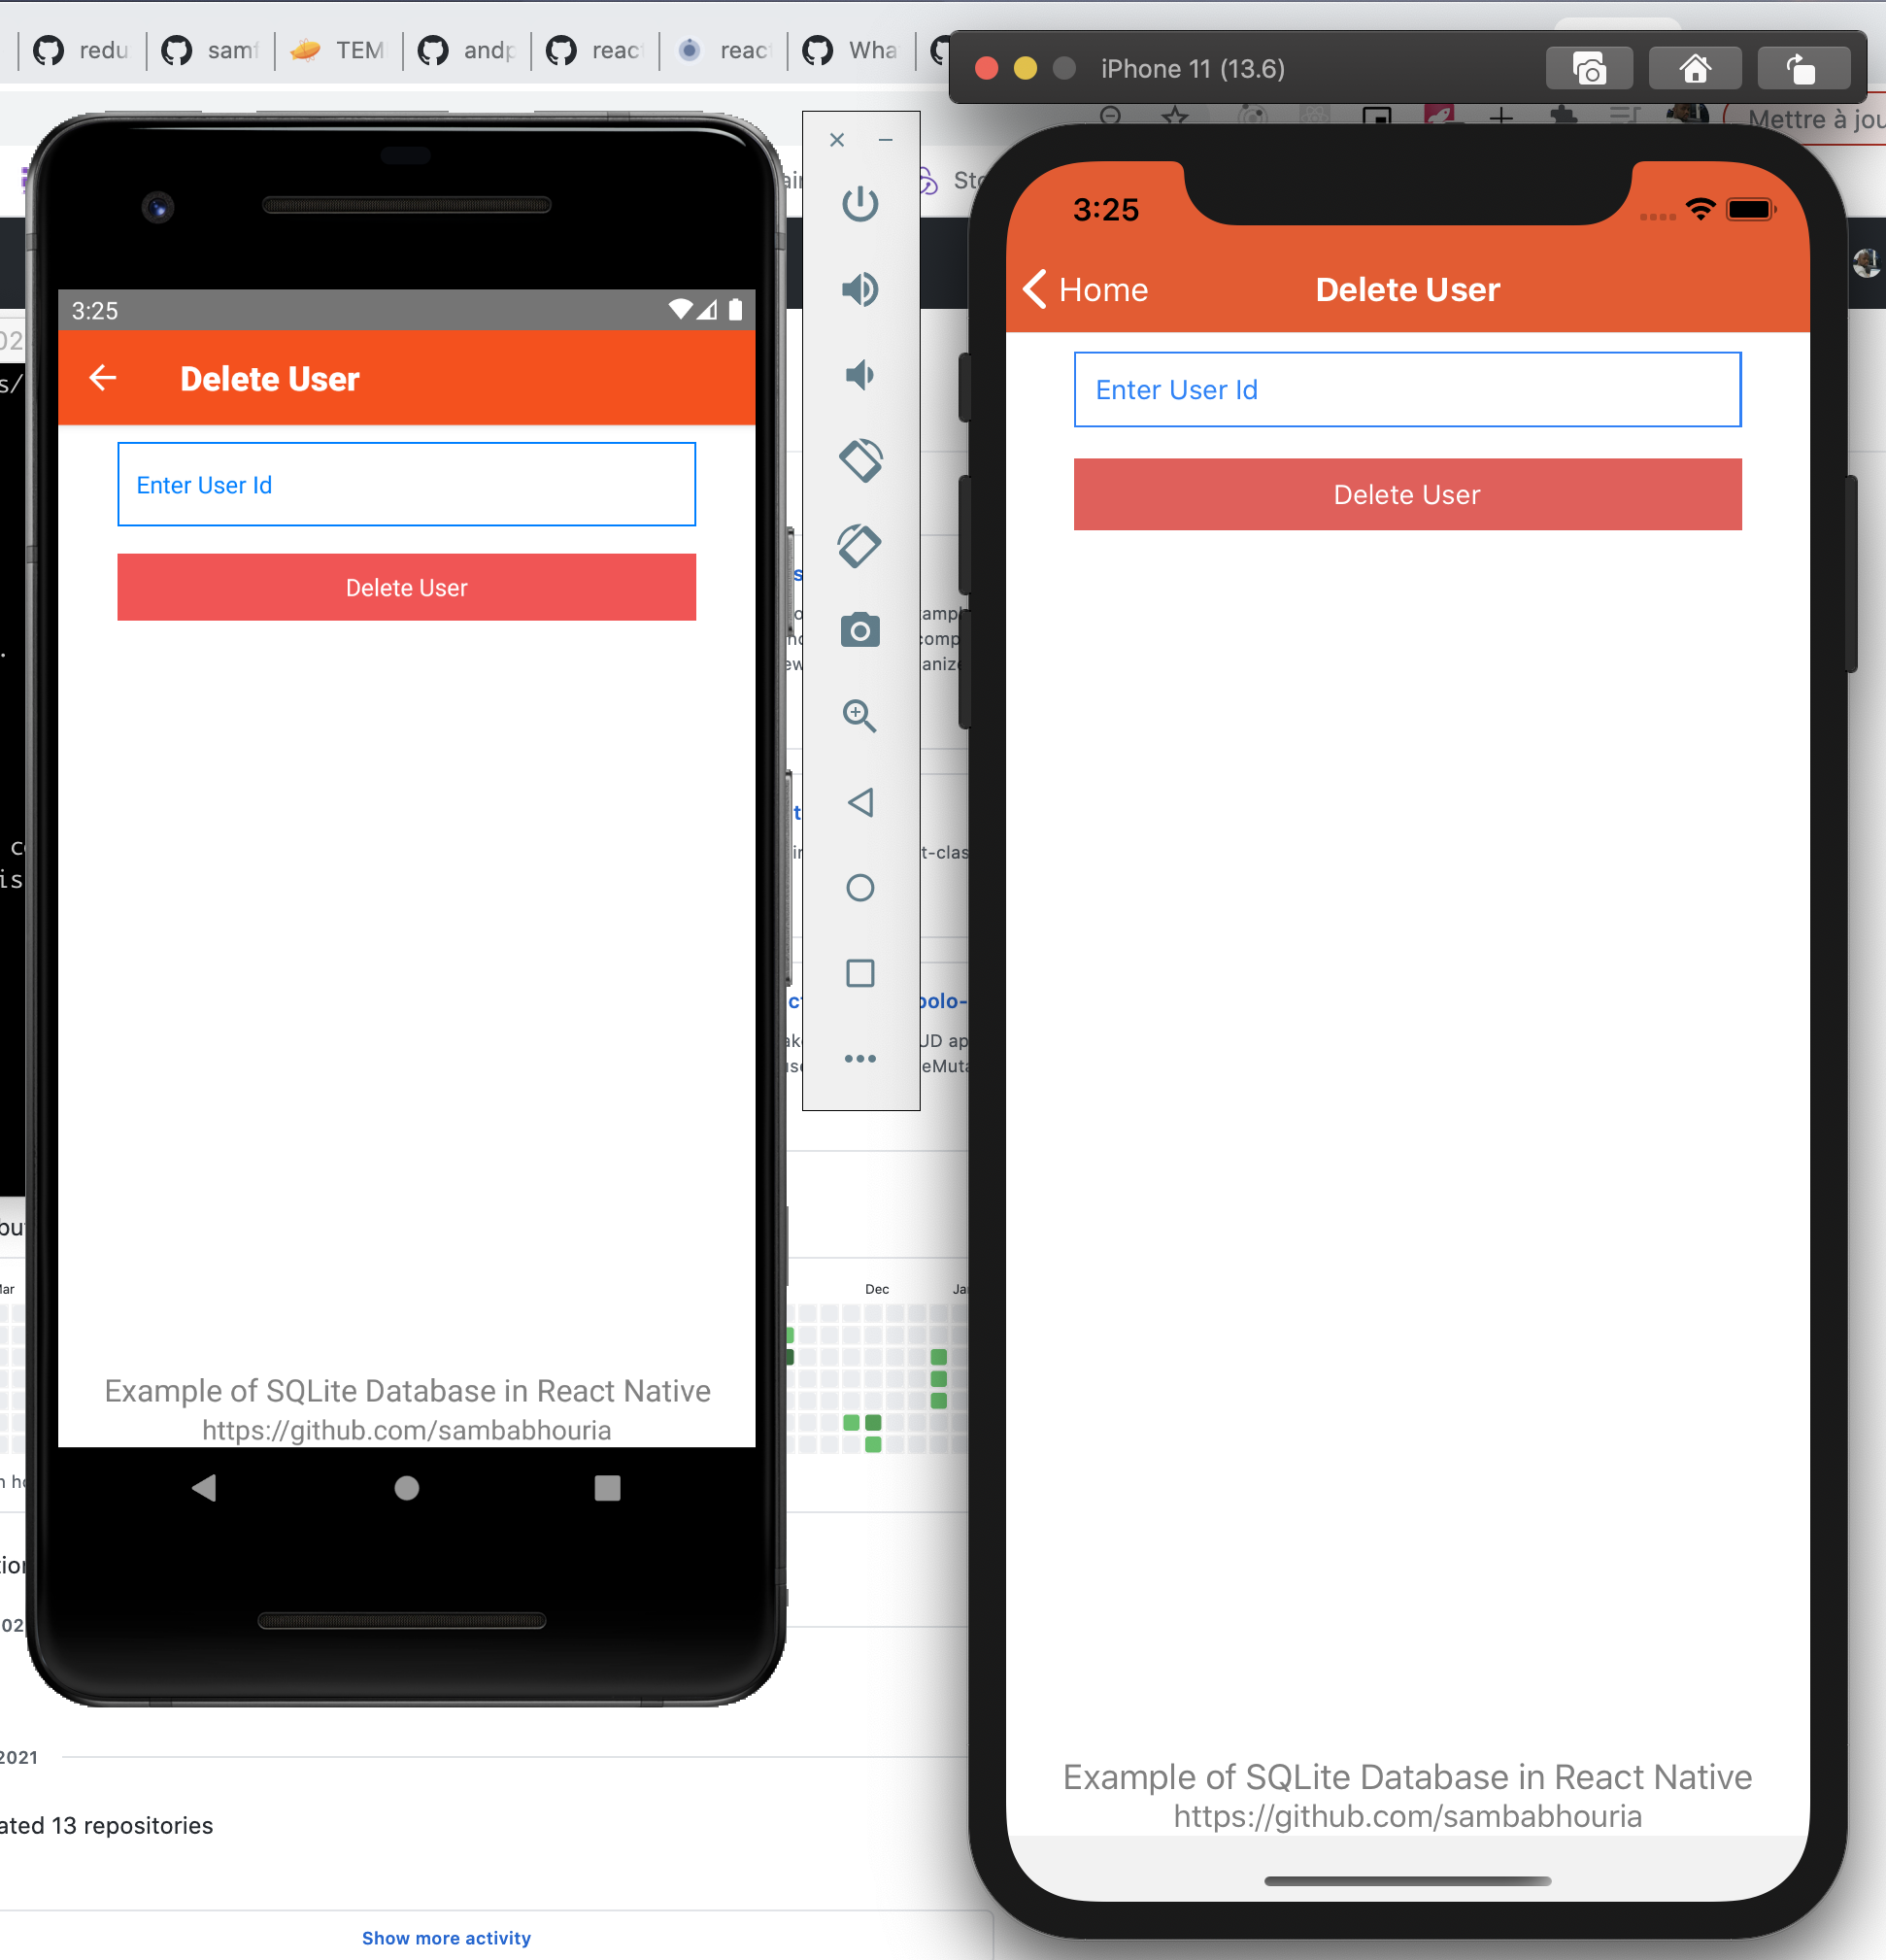 redu
samf
TEM
andp
reac
reac
Wha
iPhone 11 (13.6)
Mettre à jou
3:25
Delete User
Enter User Id
Delete User
Example of SQLite Database in React Native
https://github.com/sambabhouria
3:25
Home
Delete User
Enter User Id
Delete User
Example of SQLite Database in React Native
https://github.com/sambabhouria
Dec
2021
ated 13 repositories
Show more activity